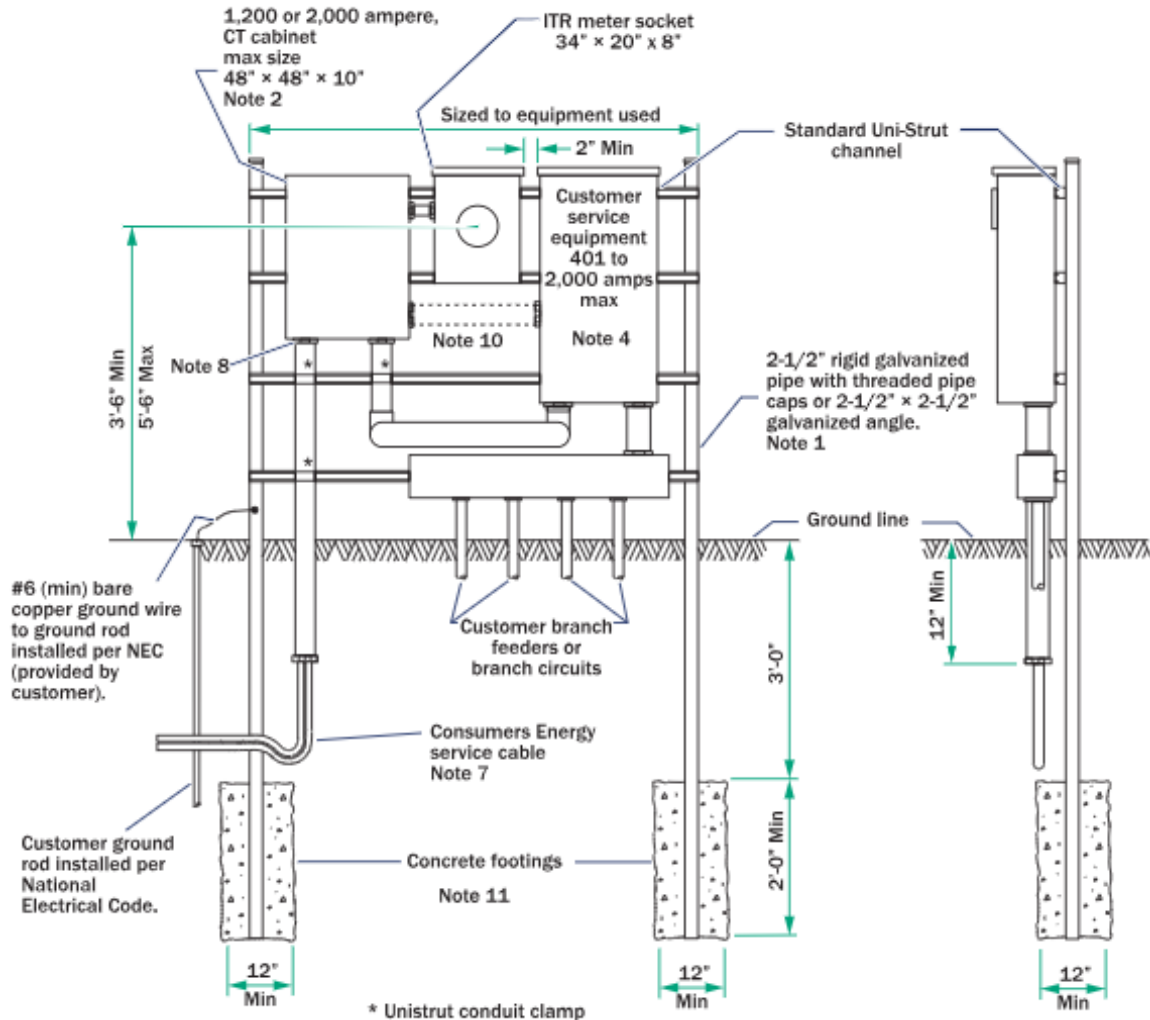 1,200 or 2,000 ampere,
CT cabinet
max size
48" × 48" × 10"
Note 2
ITR meter socket
34" × 20" x 8"
Sized to equipment used
2" Min
Standard Uni-Strut
channel
Customer
service
equipment
401 to
2,000 amps
max
Note 4
3'-6" Min
5'-6" Max
Note 8
*
*
Note 10
2-1/2" rigid galvanized
pipe with threaded pipe
caps or 2-1/2" × 2-1/2"
galvanized angle.
Note 1
*
Ground line
#6 (min) bare
copper ground wire
to ground rod
installed per NEC
(provided by
customer).
Customer branch
feeders or
branch circuits
12" Min
3'-0"
Consumers Energy
service cable
Note 7
Customer ground
rod installed per
National
Electrical Code.
Concrete footings
Note 11
2'-0" Min
12"
Min
12"
Min
12"
Min
* Unistrut conduit clamp